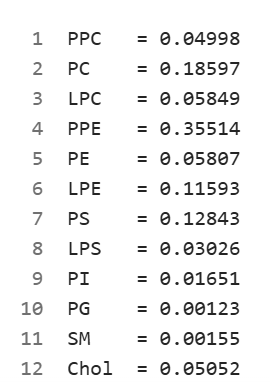 1 PPC = 0.04998
2 PC = 0.18597
3 LPC = 0.05849
4 PPE = 0.35514
5 PE = 0.05807
6 LPE = 0.11593
7 PS = 0.12843
8 LPS = 0.03026
9 PI = 0.01651
10 PG = 0.00123
11 SM = 0.00155
12 Chol = 0.05052